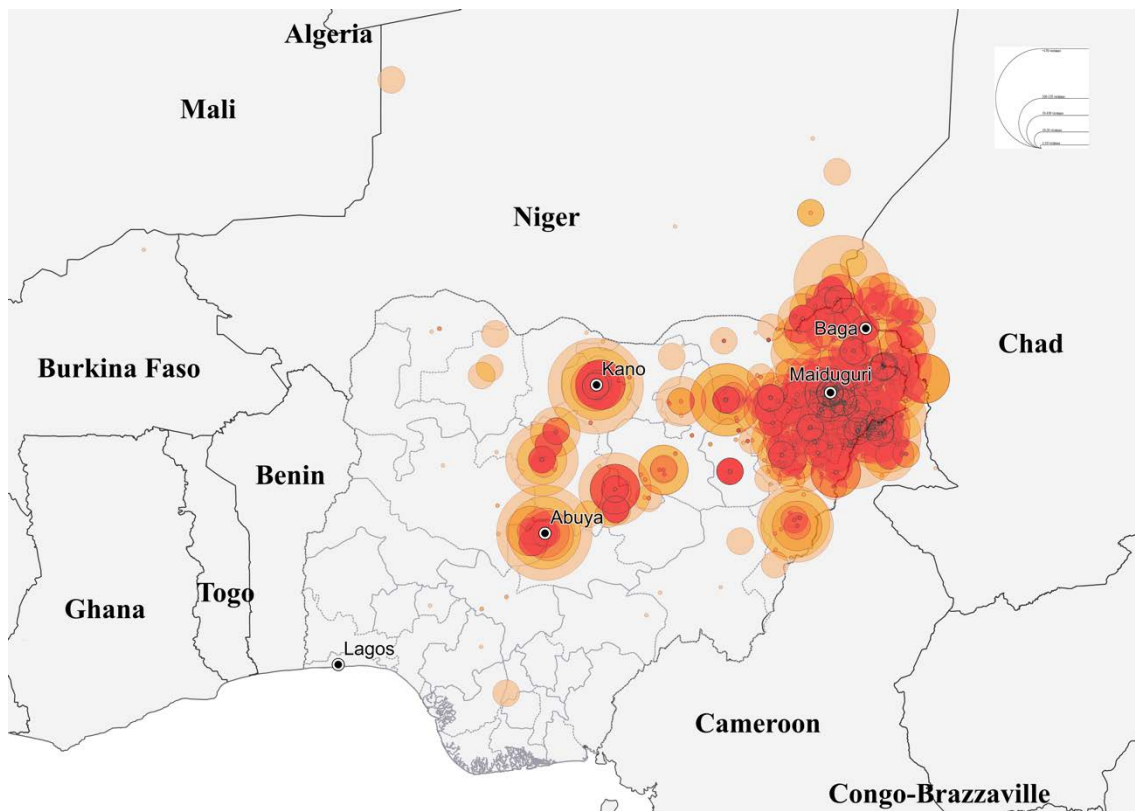 Algeria
Mali
Niger
Baga
Chad
Burkina Faso
Kano
Maiduguri
Benin
Abuya
Ghana
Togo
Lagos
Cameroon
Congo-Brazzaville